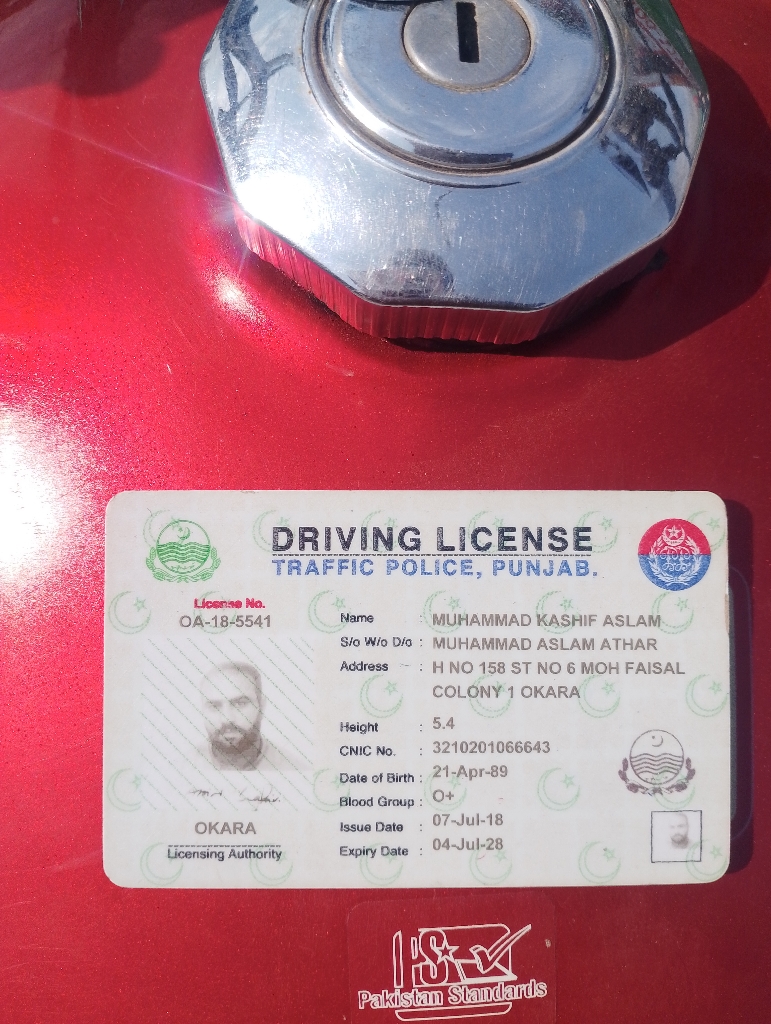 DRIVING LICENSE
TRAFFIC POLICE, PUNJAB.
License No.
OA-18-5541
Name : MUHAMMAD KASHIF ASLAM
S/o W/o D/o : MUHAMMAD ASLAM ATHAR
Address : H NO 158 ST NO 6 MOH FAISAL
COLONY 1 OKARA
Height : 5.4
CNIC No. : 3210201066643
Date of Birth : 21-Apr-89
Blood Group : O+
Issue Date : 07-Jul-18
Expiry Date : 04-Jul-28
OKARA
Licensing Authority
PS
Pakistan Standards